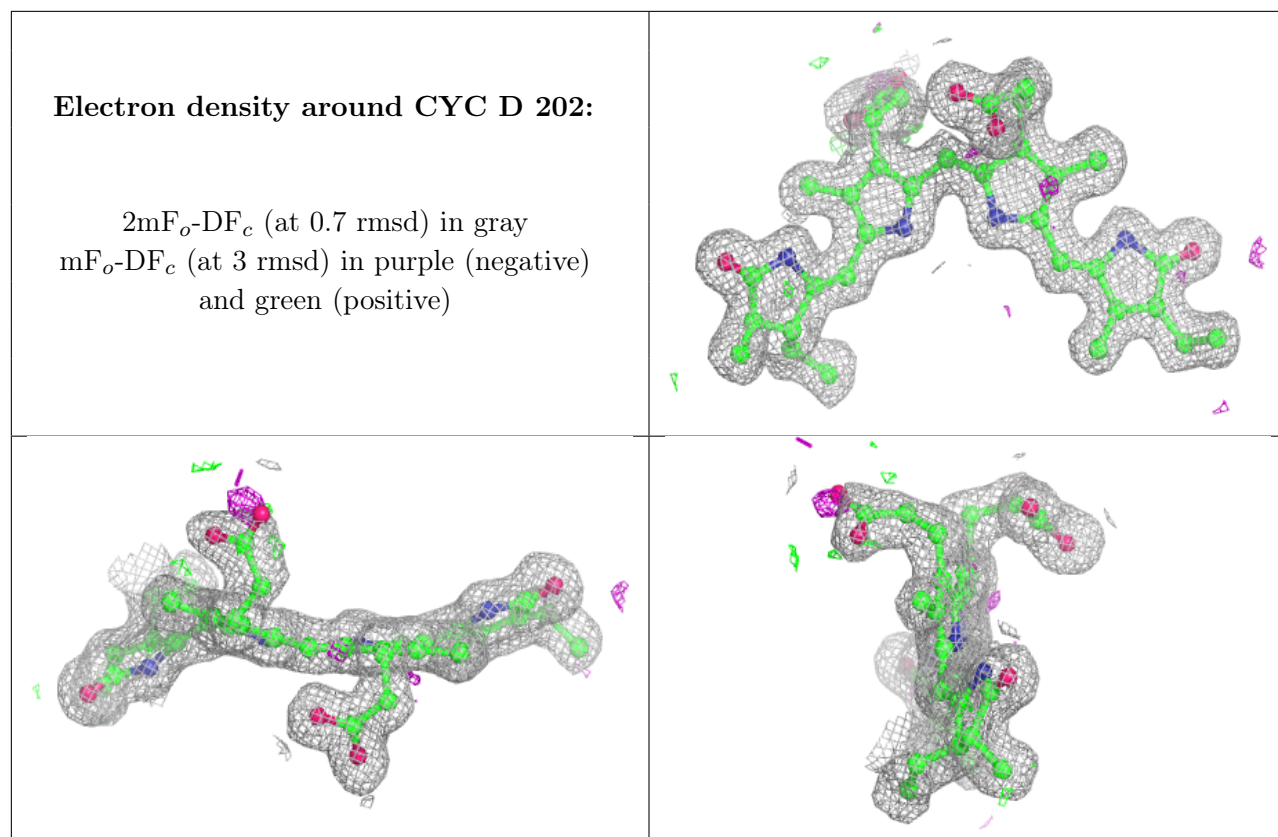 Electron density around CYC D 202:
2mFo-DFc (at 0.7 rmsd) in gray
mFo-DFc (at 3 rmsd) in purple (negative)
and green (positive)